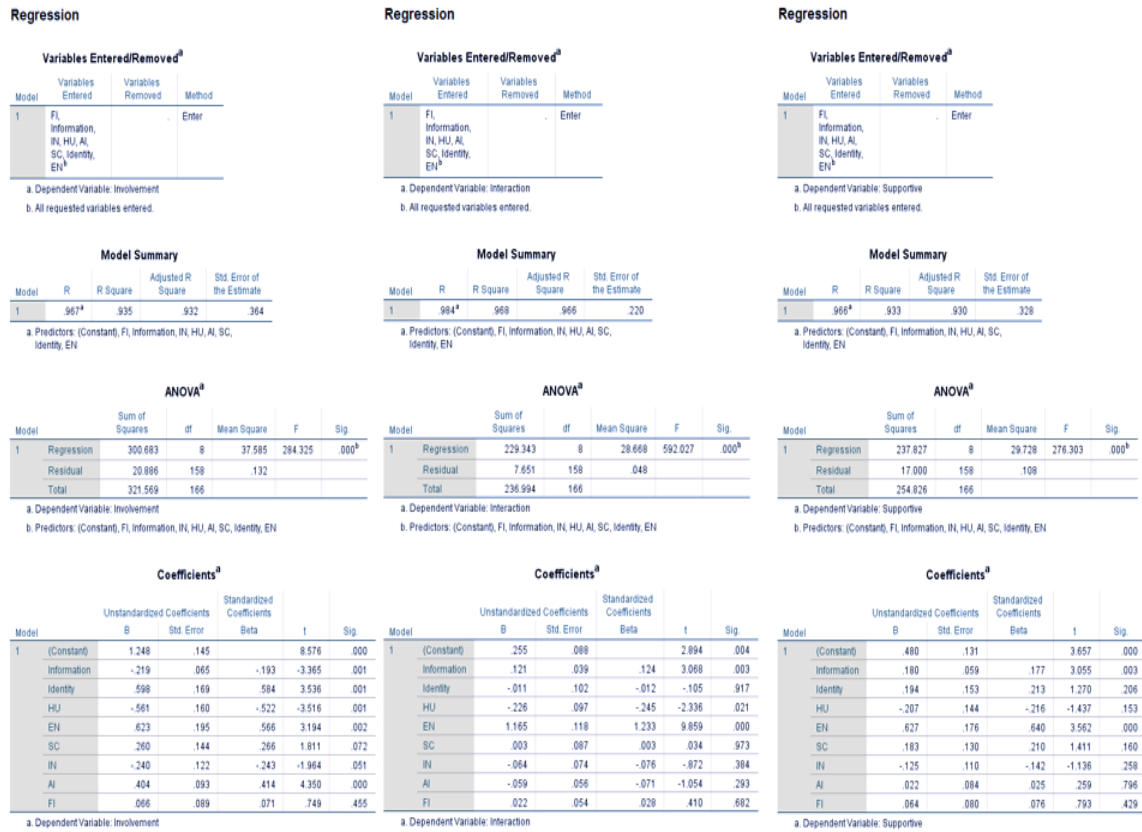 Regression
Variables Entered/Removedᵃ
Model Variables Entered Variables Removed Method
1 FI, Information, IN, HU, AI, SC, Identity, ENᵇ . Enter
a. Dependent Variable: Involvement
b. All requested variables entered.
Model Summary
Model R R Square Adjusted R Square Std. Error of the Estimate
1 .967ᵃ .935 .932 .364
a. Predictors: (Constant), FI, Information, IN, HU, AI, SC, Identity, EN
ANOVAᵃ
Model Sum of Squares df Mean Square F Sig.
1 Regression 300.683 8 37.585 284.325 .000ᵇ
Residual 20.886 158 .132
Total 321.569 166
a. Dependent Variable: Involvement
b. Predictors: (Constant), FI, Information, IN, HU, AI, SC, Identity, EN
Coefficientsᵃ
Model Unstandardized Coefficients Standardized Coefficients t Sig.
B Std. Error Beta
1 (Constant) 1.248 .145 8.576 .000
Information -.219 .065 -.193 -3.365 .001
Identity .598 .169 .584 3.536 .001
HU -.561 .160 -.522 -3.516 .001
EN .623 .195 .566 3.194 .002
SC .260 .144 .266 1.811 .072
IN -.240 .122 -.243 -1.964 .051
AI .404 .093 .414 4.350 .000
FI .066 .089 .071 .749 .455
a. Dependent Variable: Involvement
Regression
Variables Entered/Removedᵃ
Model Variables Entered Variables Removed Method
1 FI, Information, IN, HU, AI, SC, Identity, ENᵇ . Enter
a. Dependent Variable: Interaction
b. All requested variables entered.
Model Summary
Model R R Square Adjusted R Square Std. Error of the Estimate
1 .984ᵃ .968 .966 .220
a. Predictors: (Constant), FI, Information, IN, HU, AI, SC, Identity, EN
ANOVAᵃ
Model Sum of Squares df Mean Square F Sig.
1 Regression 229.343 8 28.668 592.027 .000ᵇ
Residual 7.651 158 .048
Total 236.994 166
a. Dependent Variable: Interaction
b. Predictors: (Constant), FI, Information, IN, HU, AI, SC, Identity, EN
Coefficientsᵃ
Model Unstandardized Coefficients Standardized Coefficients t Sig.
B Std. Error Beta
1 (Constant) .255 .088 2.894 .004
Information .121 .039 .124 3.068 .003
Identity -.011 .102 -.012 -.105 .917
HU -.226 .097 -.245 -2.336 .021
EN 1.165 .118 1.233 9.859 .000
SC .003 .087 .003 .034 .973
IN -.064 .074 -.076 -.872 .384
AI -.059 .056 -.071 -1.054 .293
FI .022 .054 .028 .410 .682
a. Dependent Variable: Interaction
Regression
Variables Entered/Removedᵃ
Model Variables Entered Variables Removed Method
1 FI, Information, IN, HU, AI, SC, Identity, ENᵇ . Enter
a. Dependent Variable: Supportive
b. All requested variables entered.
Model Summary
Model R R Square Adjusted R Square Std. Error of the Estimate
1 .966ᵃ .933 .930 .328
a. Predictors: (Constant), FI, Information, IN, HU, AI, SC, Identity, EN
ANOVAᵃ
Model Sum of Squares df Mean Square F Sig.
1 Regression 237.827 8 29.728 276.303 .000ᵇ
Residual 17.000 158 .108
Total 254.826 166
a. Dependent Variable: Supportive
b. Predictors: (Constant), FI, Information, IN, HU, AI, SC, Identity, EN
Coefficientsᵃ
Model Unstandardized Coefficients Standardized Coefficients t Sig.
B Std. Error Beta
1 (Constant) .480 .131 3.657 .000
Information .180 .059 .177 3.055 .003
Identity .194 .153 .213 1.270 .206
HU -.207 .144 -.216 -1.437 .153
EN .627 .176 .640 3.562 .000
SC .183 .130 .210 1.411 .160
IN -.125 .110 -.142 -1.136 .258
AI .022 .084 .025 .259 .796
FI .064 .080 .076 .793 .429
a. Dependent Variable: Supportive